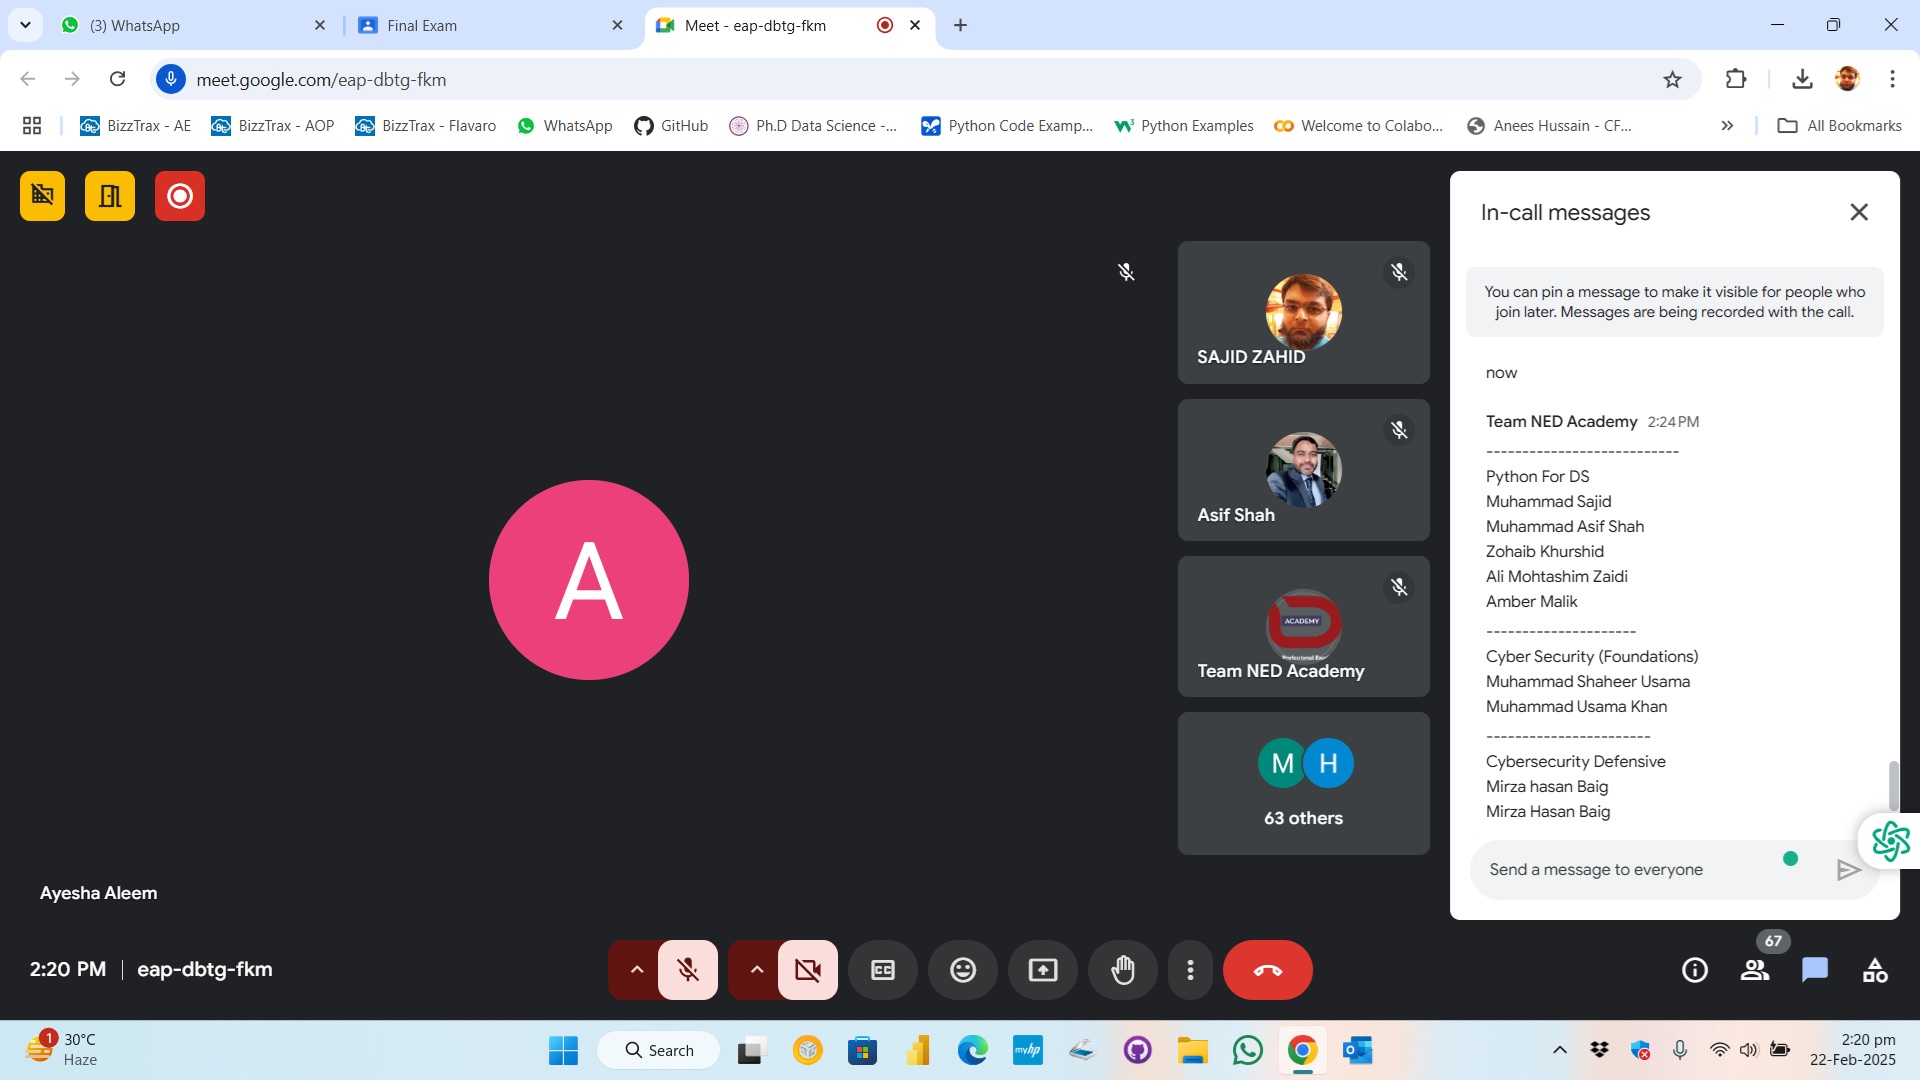 (3) WhatsApp
Final Exam
Meet - eap-dbtg-fkm
meet.google.com/eap-dbtg-fkm
BizzTrax - AE
BizzTrax - AOP
BizzTrax - Flavaro
WhatsApp
GitHub
Ph.D Data Science -...
Python Code Examp...
Python Examples
Welcome to Colabo...
Anees Hussain - CF...
All Bookmarks
A
Ayesha Aleem
SAJID ZAHID
Asif Shah
ACADEMY
Team NED Academy
M H
63 others
In-call messages
You can pin a message to make it visible for people who
join later. Messages are being recorded with the call.
now
Team NED Academy 2:24 PM
---------------------------
Python For DS
Muhammad Sajid
Muhammad Asif Shah
Zohaib Khurshid
Ali Mohtashim Zaidi
Amber Malik
---------------------
Cyber Security (Foundations)
Muhammad Shaheer Usama
Muhammad Usama Khan
-----------------------
Cybersecurity Defensive
Mirza hasan Baig
Mirza Hasan Baig
Send a message to everyone
2:20 PM | eap-dbtg-fkm
67
1
30°C
Haze
Search
myhp
2:20 pm
22-Feb-2025